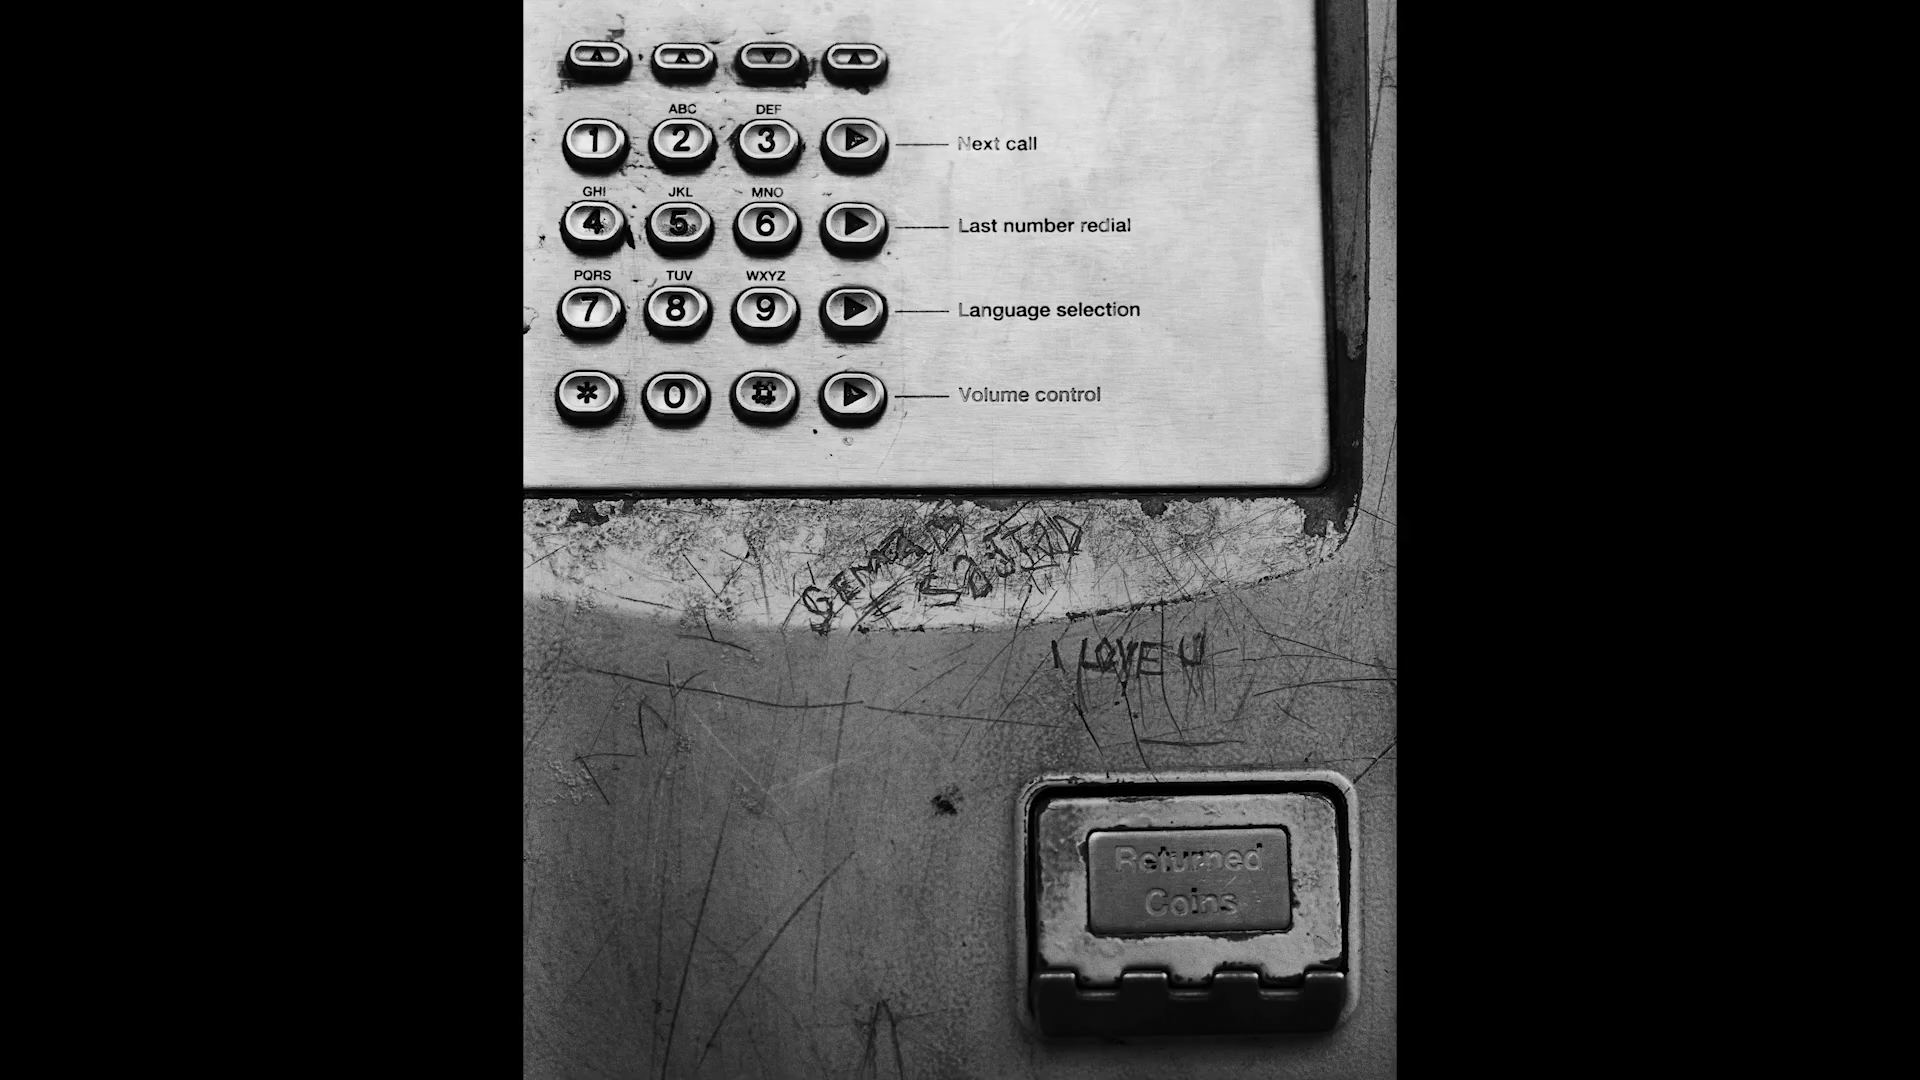 ABC DEF
1 2 3 Next call
GHI JKL MNO
4 5 6 Last number redial
PQRS TUV WXYZ
7 8 9 Language selection
* 0 # Volume control
I LOVE U
Returned
Coins